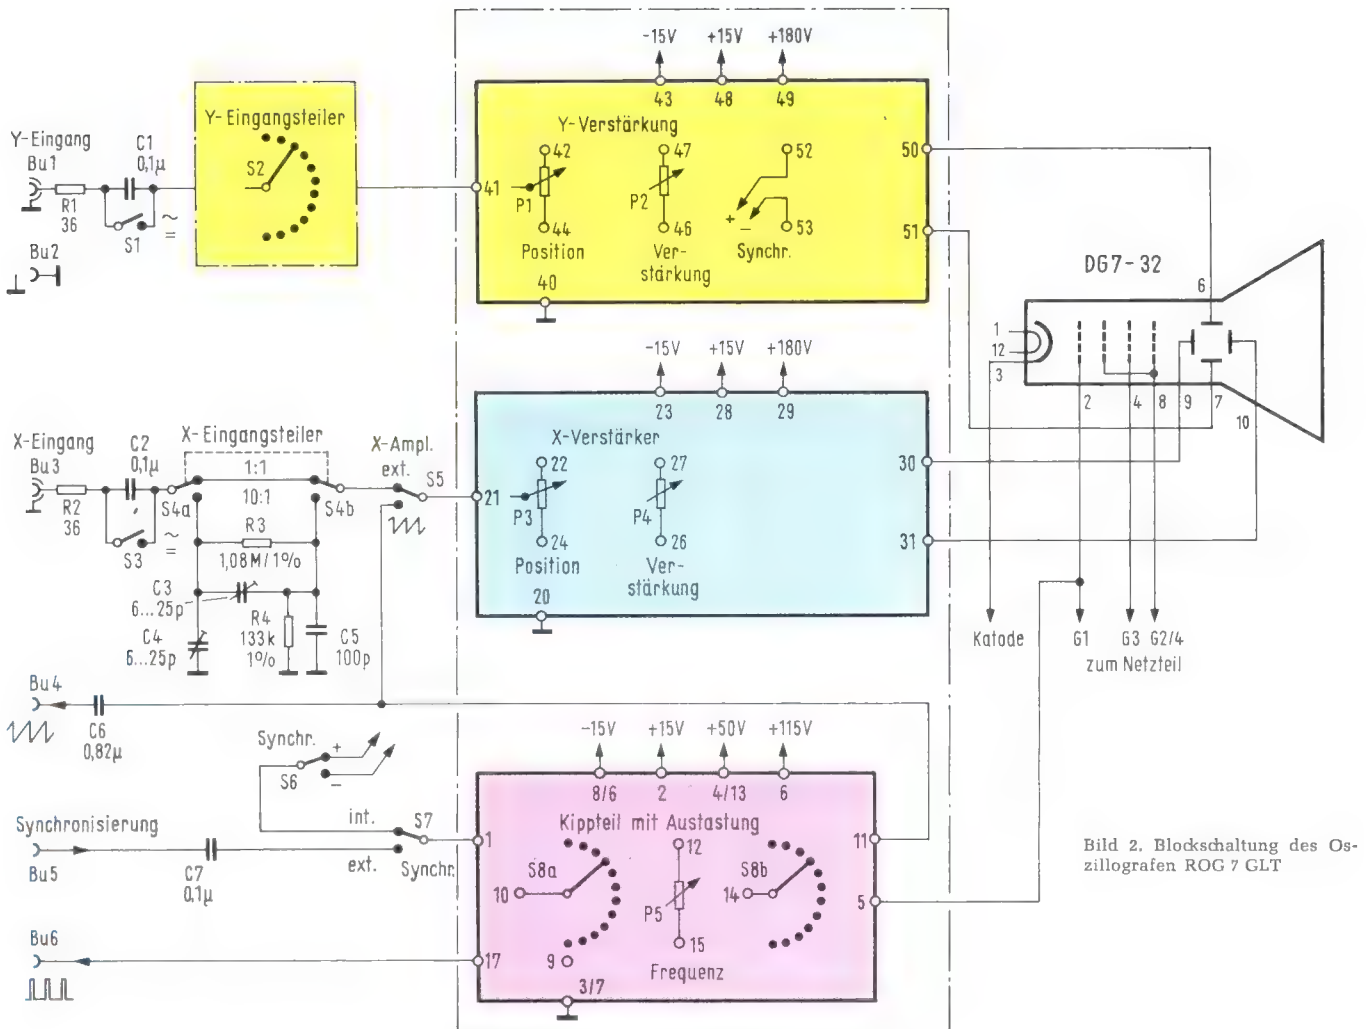 -15V +15V +180V
43 48 49
Y-Eingangsteiler
S2
Y-Eingang
Bu1
C1
0,1µ
R1
36
S1
~
=
Bu2
Y-Verstärkung
41
42
P1
44
Position
47
P2
46
Ver-
stärkung
52
+
-
53
Synchr.
40
50
51
DG7-32
1
12
3
2
4
8
9
7
10
6
Katode
G1
G3 G2/4
zum Netzteil
-15V +15V +180V
23 28 29
X-Verstärker
21
22
P3
24
Position
27
P4
26
Ver-
stärkung
20
30
31
X-Eingang
Bu3
C2
0,1µ
R2
36
S3
~
=
X-Eingangsteiler
1:1
10:1
S4a
S4b
R3
1,08M/1%
C3
6...25p
C4
6...25p
R4
133k
1%
C5
100p
X-Ampl.
ext.
S5
Bu4
C6
0,82µ
Synchr.
+
-
S6
int.
S7
ext.
Synchr.
Synchronisierung
Bu5
C7
0,1µ
Bu6
-15V +15V +50V +115V
8/6 2 4/13 6
Kippteil mit Austastung
1
17
10
S8a
9
12
P5
15
Frequenz
14
S8b
11
5
3/7
Bild 2. Blockschaltung des Os-
zillografen ROG 7 GLT